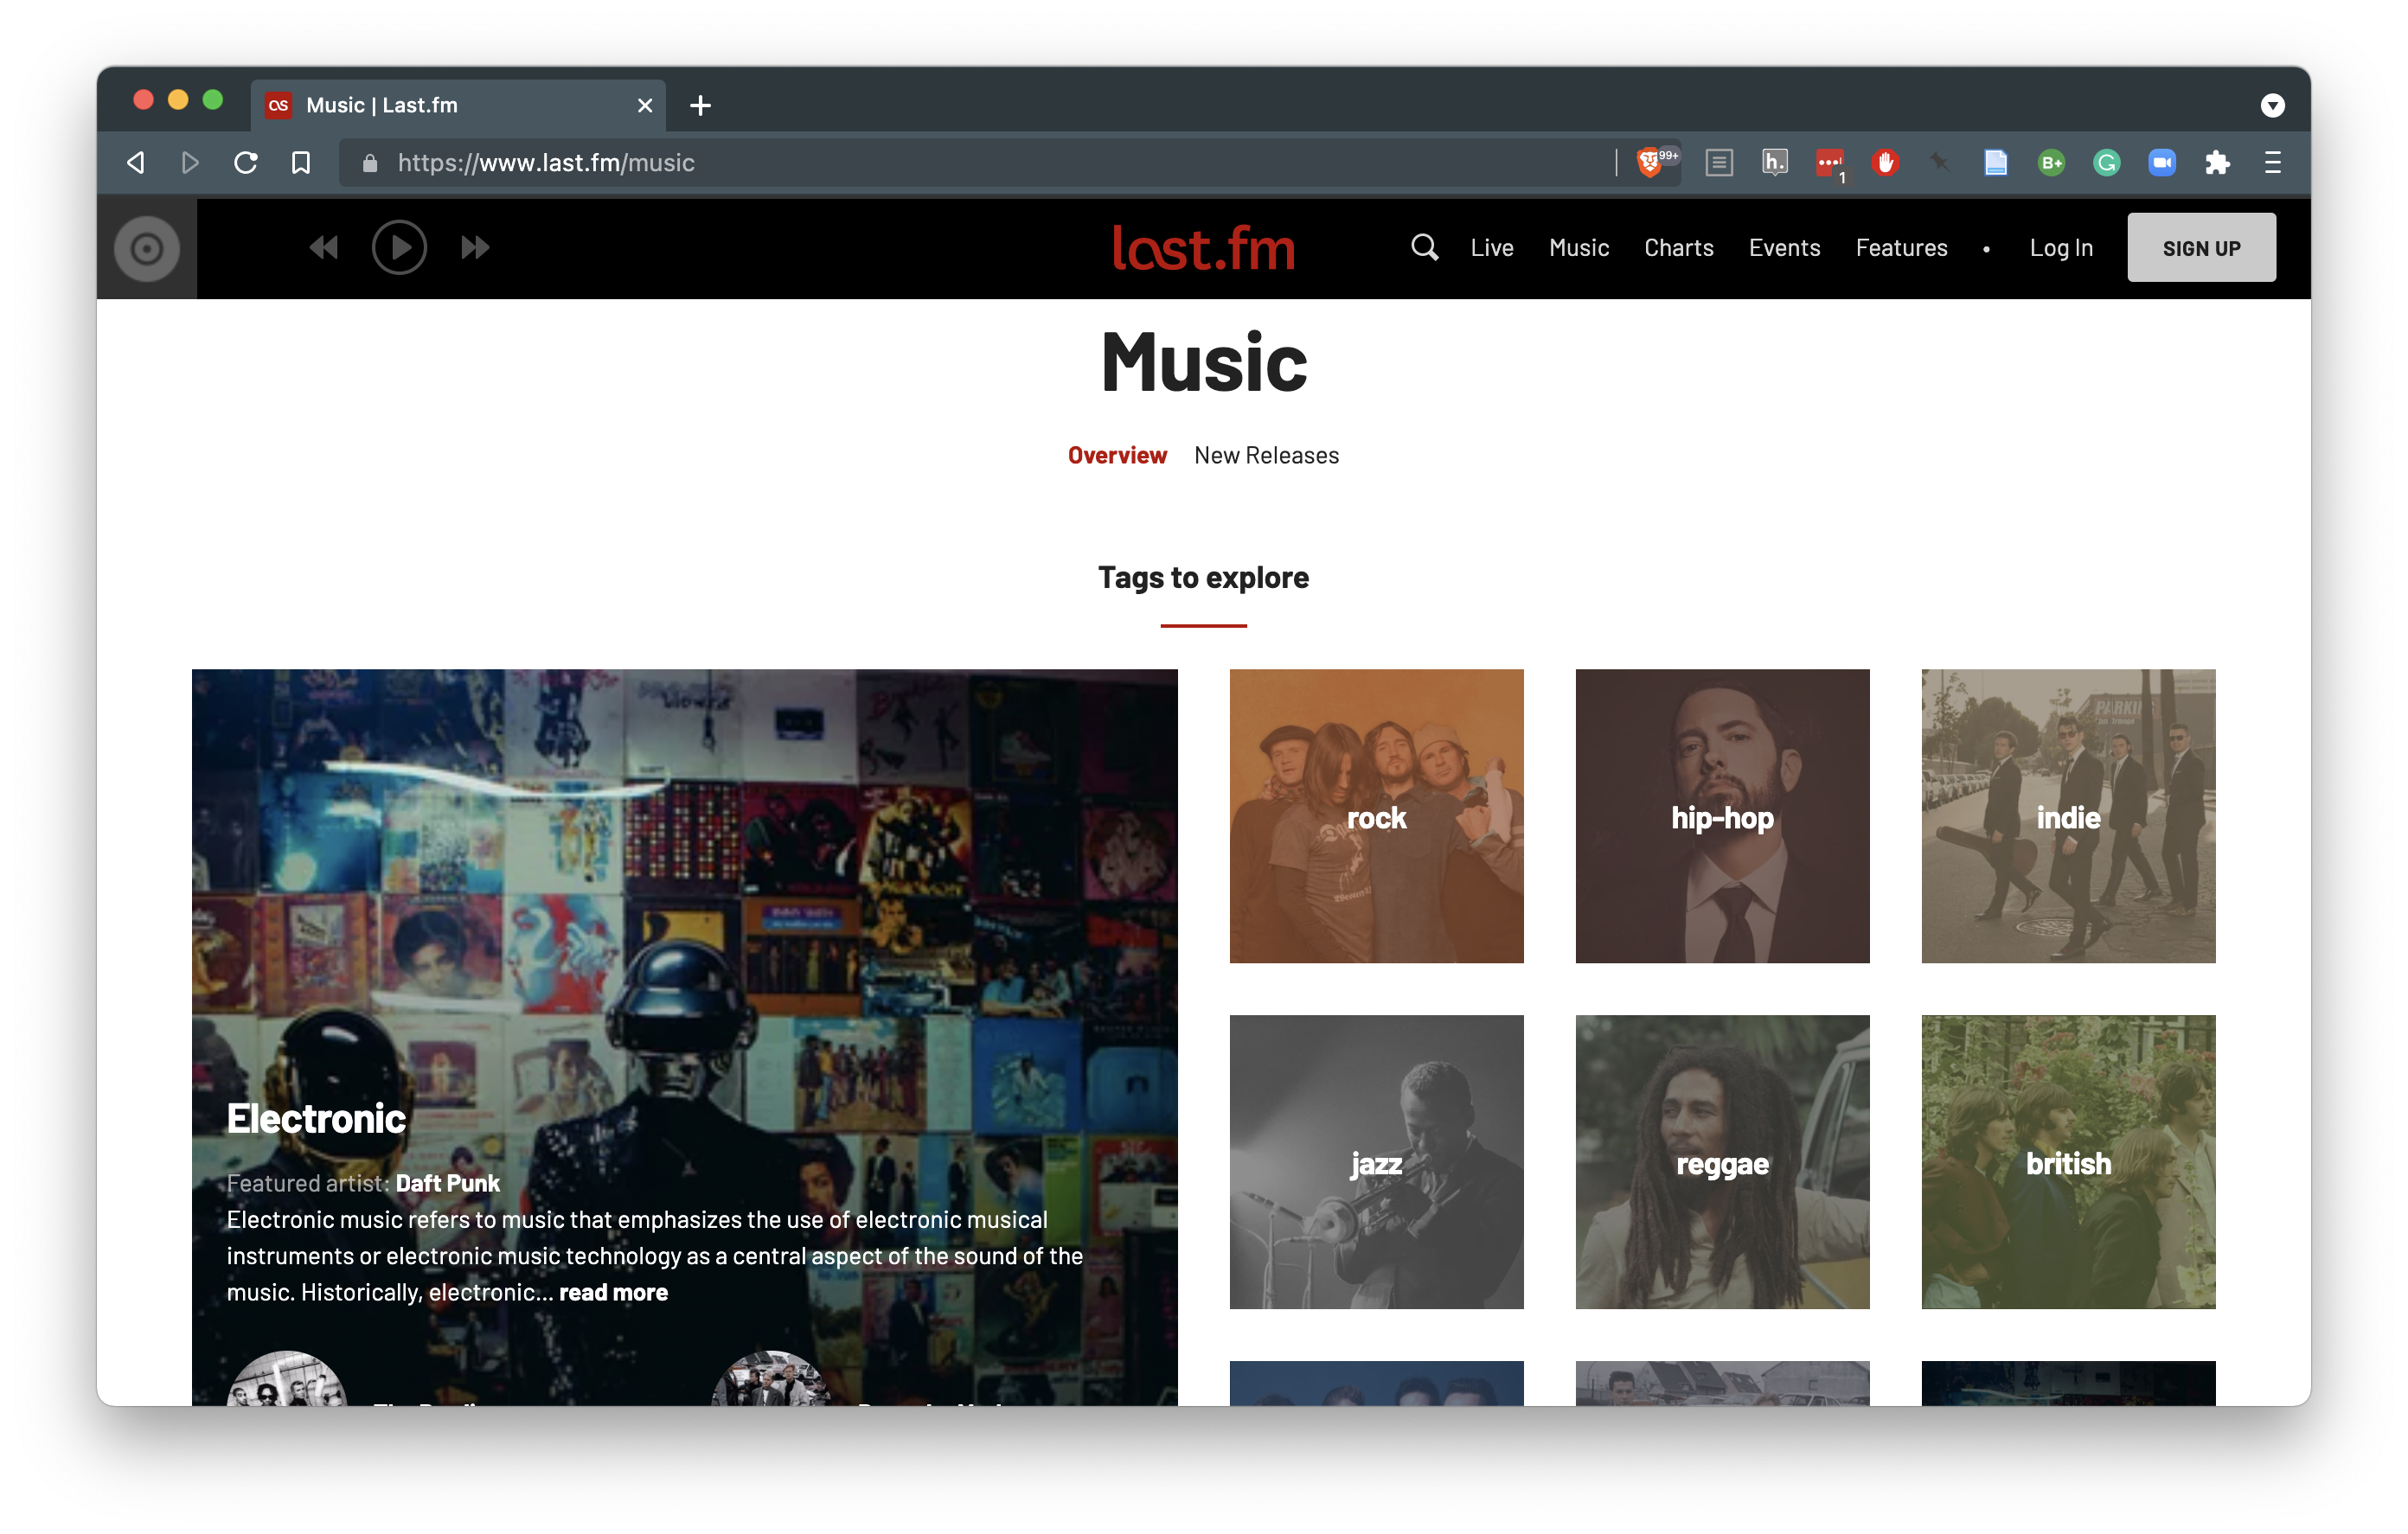 Music | Last.fm
https://www.last.fm/music
99+
h.
1
B+
last.fm
Live
Music
Charts
Events
Features
Log In
SIGN UP
Music
Overview
New Releases
Tags to explore
rock
hip-hop
indie
Electronic
Featured artist: Daft Punk
Electronic music refers to music that emphasizes the use of electronic musical
instruments or electronic music technology as a central aspect of the sound of the
music. Historically, electronic... read more
jazz
reggae
british